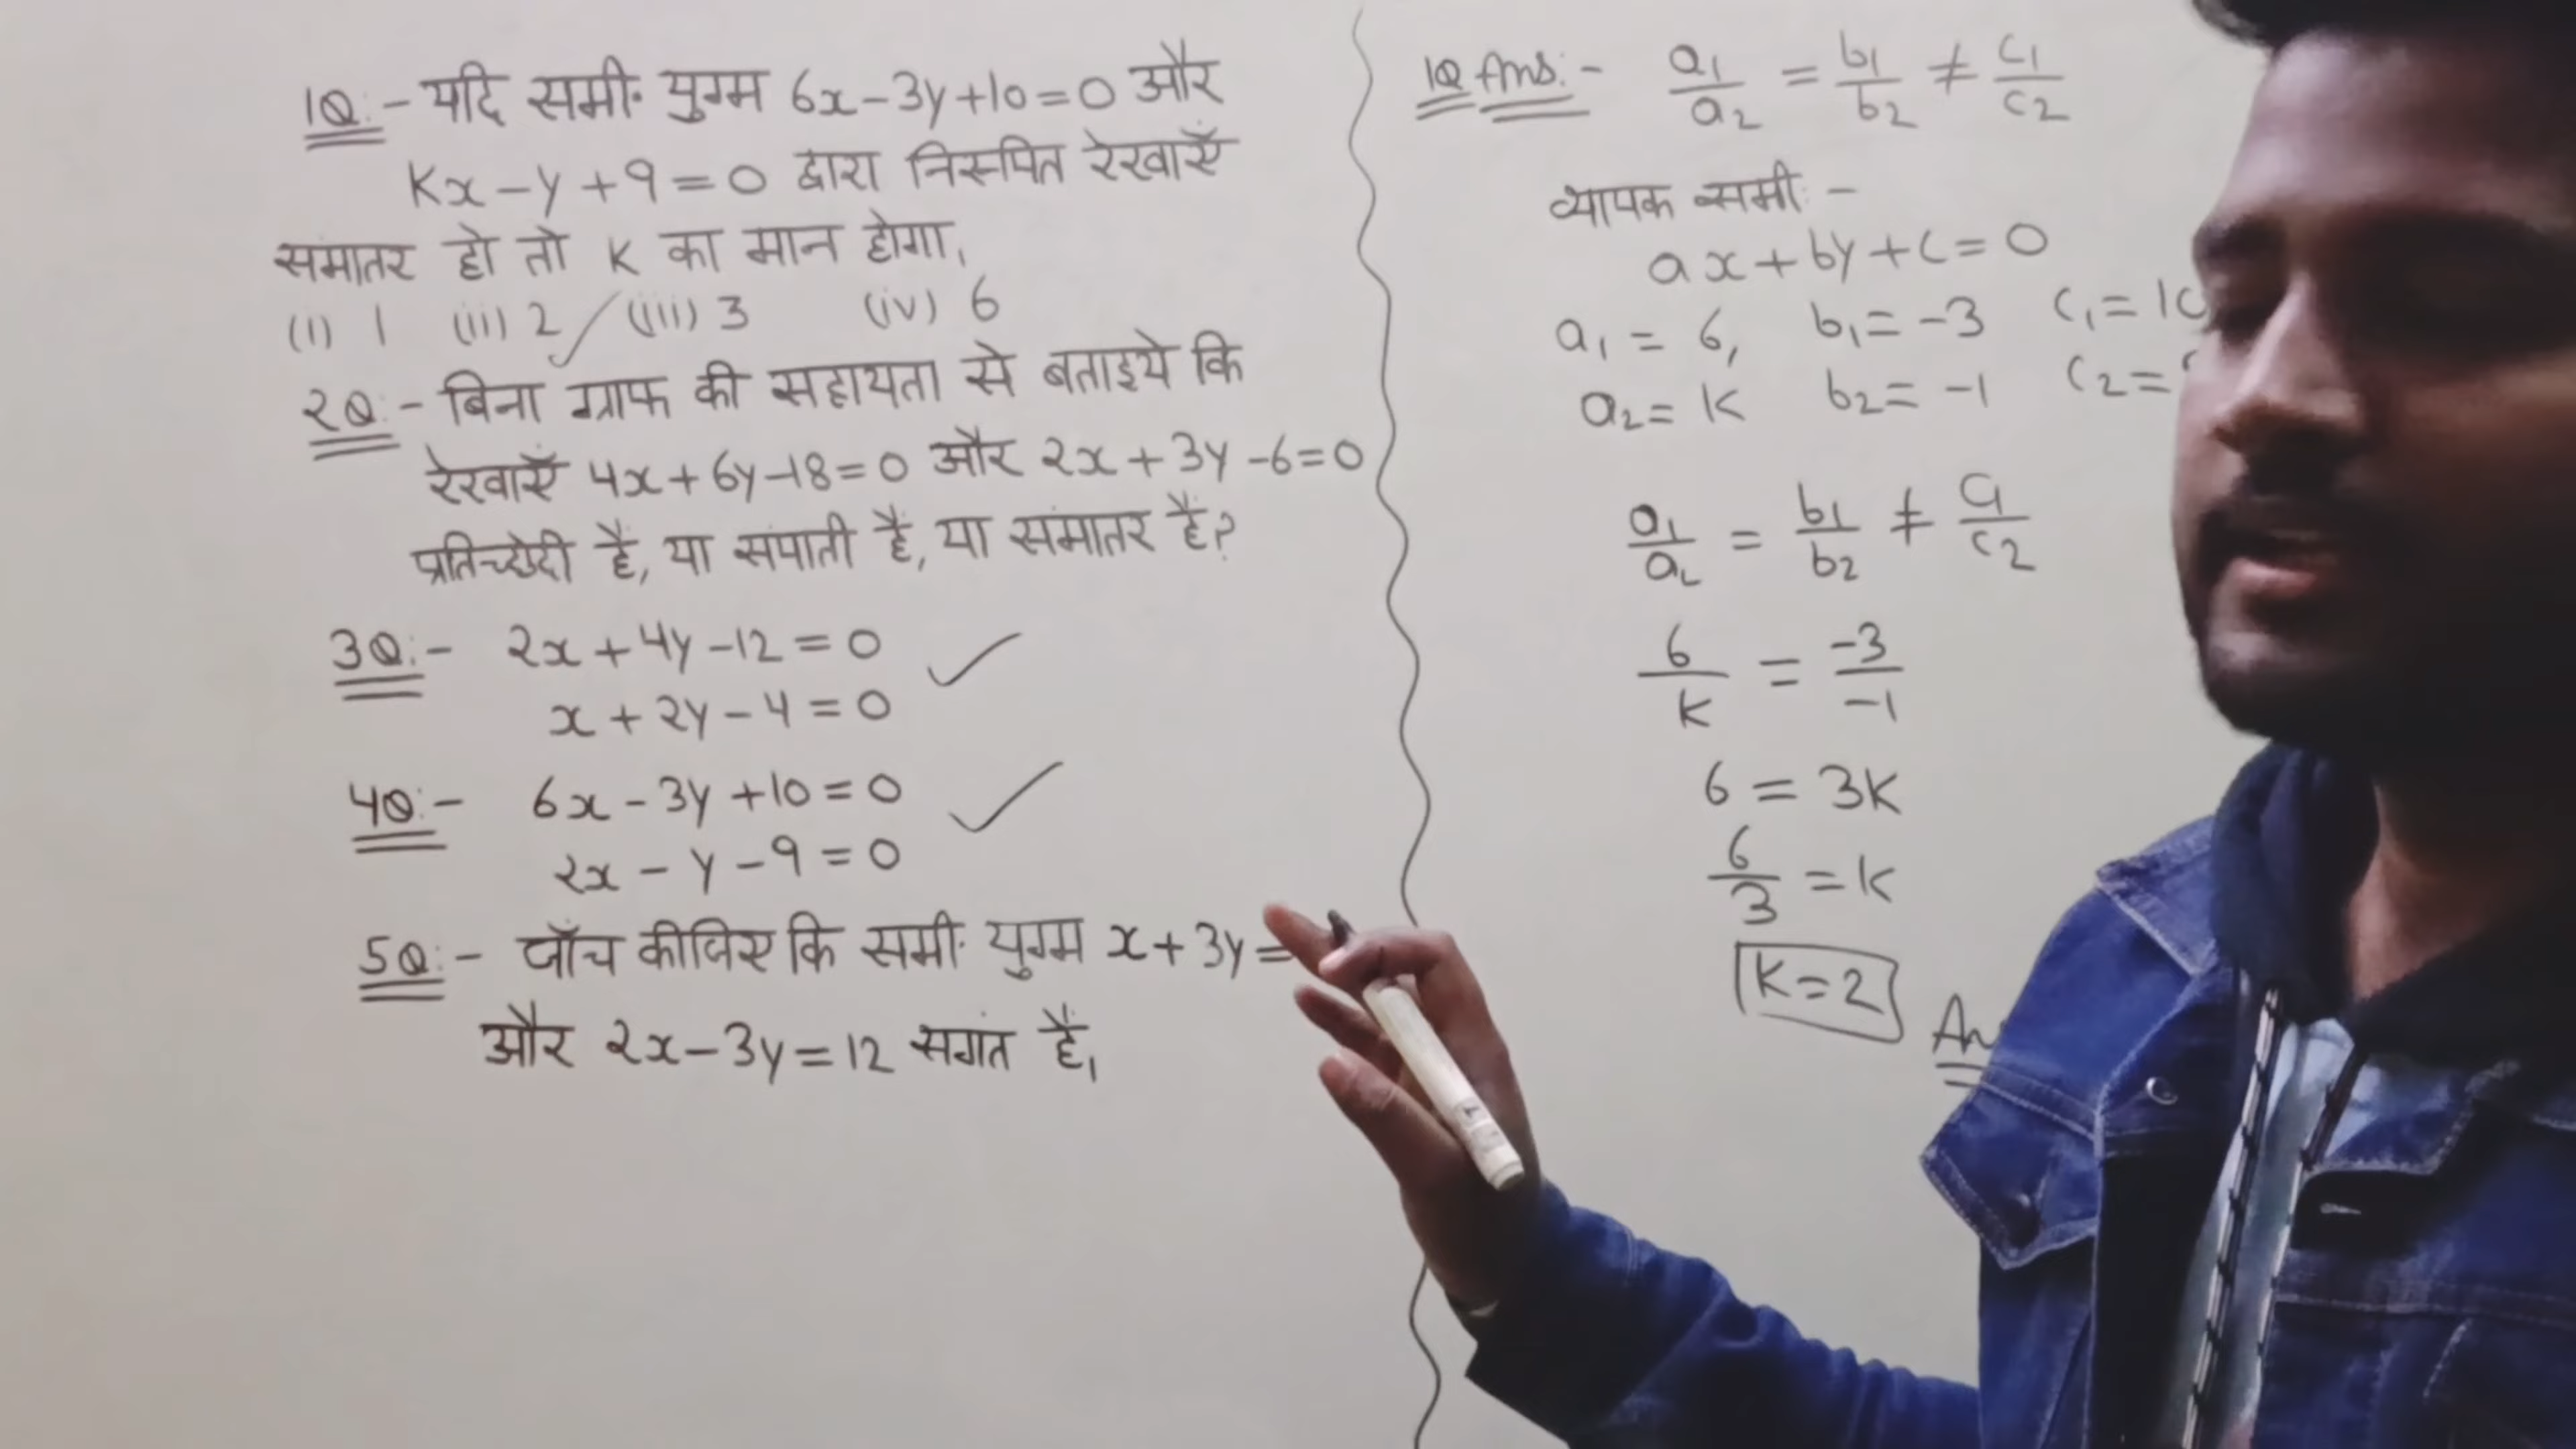 1Q:- यदि समी. युग्म 6x-3y+10=0 और
Kx-y+9=0 द्वारा निरूपित रेखाएँ
समांतर हो तो K का मान होगा,
(i) 1 (ii) 2 ✓ (iii) 3 (iv) 6
2Q:- बिना ग्राफ की सहायता से बताइये कि
रेखाएँ 4x+6y-18=0 और 2x+3y-6=0
प्रतिच्छेदी हैं, या संपाती हैं, या समांतर हैं?
3Q:- 2x+4y-12=0 ✓
x+2y-4=0
4Q:- 6x-3y+10=0 ✓
2x-y-9=0
5Q:- जाँच कीजिए कि समी. युग्म x+3y=
और 2x-3y=12 सगंत हैं,
1Q Ans:- a₁/a₂ = b₁/b₂ ≠ c₁/c₂
व्यापक समी:-
ax+by+c=0
a₁=6, b₁=-3 c₁=10
a₂=K b₂=-1 c₂=
a₁/a₂ = b₁/b₂ ≠ c₁/c₂
6/K = -3/-1
6=3K
6/3=K
K=2